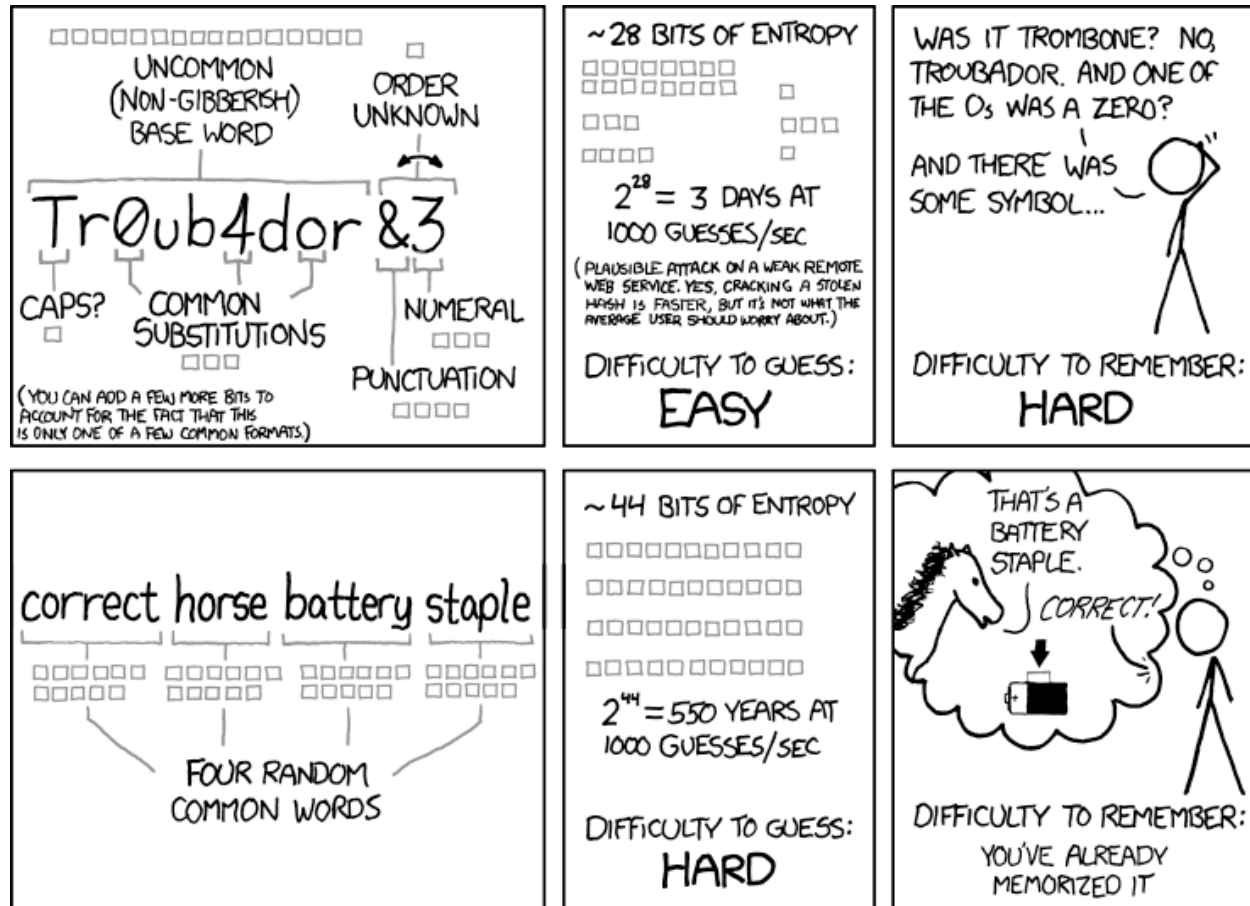 UNCOMMON
(NON-GIBBERISH)
BASE WORD
ORDER
UNKNOWN
Tr0ub4dor &3
CAPS?
COMMON
SUBSTITUTIONS
NUMERAL
PUNCTUATION
(YOU CAN ADD A FEW MORE BITS TO
ACCOUNT FOR THE FACT THAT THIS
IS ONLY ONE OF A FEW COMMON FORMATS.)
~28 BITS OF ENTROPY
2^28 = 3 DAYS AT
1000 GUESSES/SEC
(PLAUSIBLE ATTACK ON A WEAK REMOTE
WEB SERVICE. YES, CRACKING A STOLEN
HASH IS FASTER, BUT IT'S NOT WHAT THE
AVERAGE USER SHOULD WORRY ABOUT.)
DIFFICULTY TO GUESS:
EASY
WAS IT TROMBONE? NO,
TROUBADOR. AND ONE OF
THE Os WAS A ZERO?
AND THERE WAS
SOME SYMBOL...
DIFFICULTY TO REMEMBER:
HARD
correct horse battery staple
FOUR RANDOM
COMMON WORDS
~44 BITS OF ENTROPY
2^44 = 550 YEARS AT
1000 GUESSES/SEC
DIFFICULTY TO GUESS:
HARD
THAT'S A
BATTERY
STAPLE.
CORRECT!
+
DIFFICULTY TO REMEMBER:
YOU'VE ALREADY
MEMORIZED IT